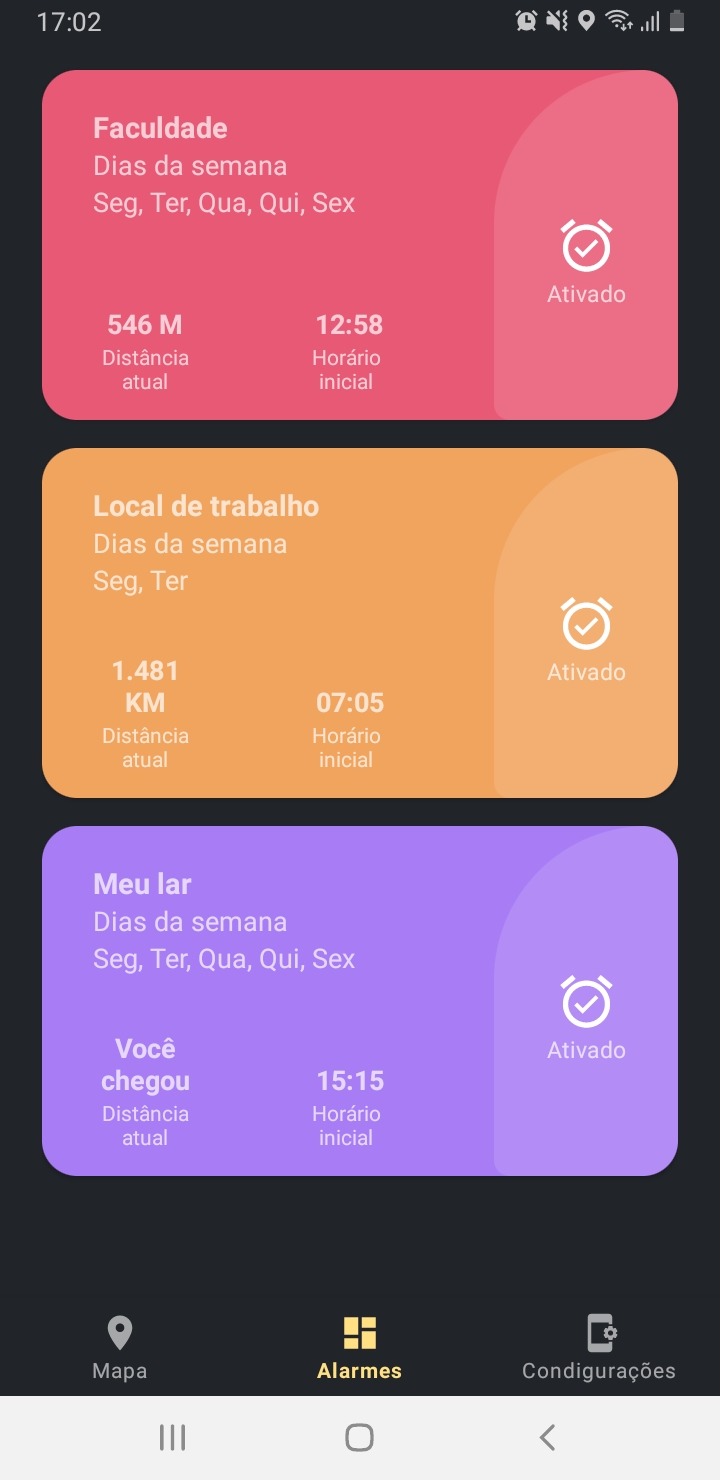 17:02
Faculdade
Dias da semana
Seg, Ter, Qua, Qui, Sex
Ativado
546 M
12:58
Distância
atual
Horário
inicial
Local de trabalho
Dias da semana
Seg, Ter
Ativado
1.481
KM
07:05
Distância
atual
Horário
inicial
Meu lar
Dias da semana
Seg, Ter, Qua, Qui, Sex
Ativado
Você
chegou
15:15
Distância
atual
Horário
inicial
Mapa
Alarmes
Condigurações